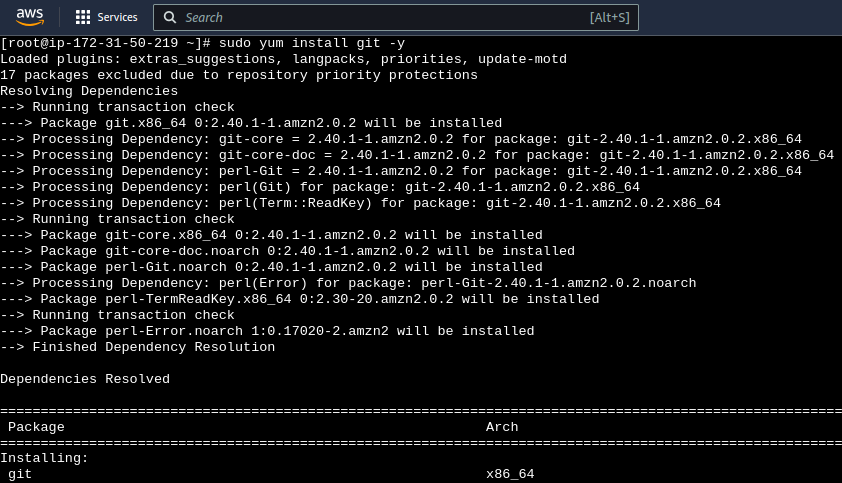 aws
Services
Search
[Alt+S]
[root@ip-172-31-50-219 ~]# sudo yum install git -y
Loaded plugins: extras_suggestions, langpacks, priorities, update-motd
17 packages excluded due to repository priority protections
Resolving Dependencies
--> Running transaction check
---> Package git.x86_64 0:2.40.1-1.amzn2.0.2 will be installed
--> Processing Dependency: git-core = 2.40.1-1.amzn2.0.2 for package: git-2.40.1-1.amzn2.0.2.x86_64
--> Processing Dependency: git-core-doc = 2.40.1-1.amzn2.0.2 for package: git-2.40.1-1.amzn2.0.2.x86_64
--> Processing Dependency: perl-Git = 2.40.1-1.amzn2.0.2 for package: git-2.40.1-1.amzn2.0.2.x86_64
--> Processing Dependency: perl(Git) for package: git-2.40.1-1.amzn2.0.2.x86_64
--> Processing Dependency: perl(Term::ReadKey) for package: git-2.40.1-1.amzn2.0.2.x86_64
--> Running transaction check
---> Package git-core.x86_64 0:2.40.1-1.amzn2.0.2 will be installed
---> Package git-core-doc.noarch 0:2.40.1-1.amzn2.0.2 will be installed
---> Package perl-Git.noarch 0:2.40.1-1.amzn2.0.2 will be installed
--> Processing Dependency: perl(Error) for package: perl-Git-2.40.1-1.amzn2.0.2.noarch
---> Package perl-TermReadKey.x86_64 0:2.30-20.amzn2.0.2 will be installed
--> Running transaction check
---> Package perl-Error.noarch 1:0.17020-2.amzn2 will be installed
--> Finished Dependency Resolution
Dependencies Resolved
========================================================================================================
Package Arch
========================================================================================================
Installing:
git x86_64